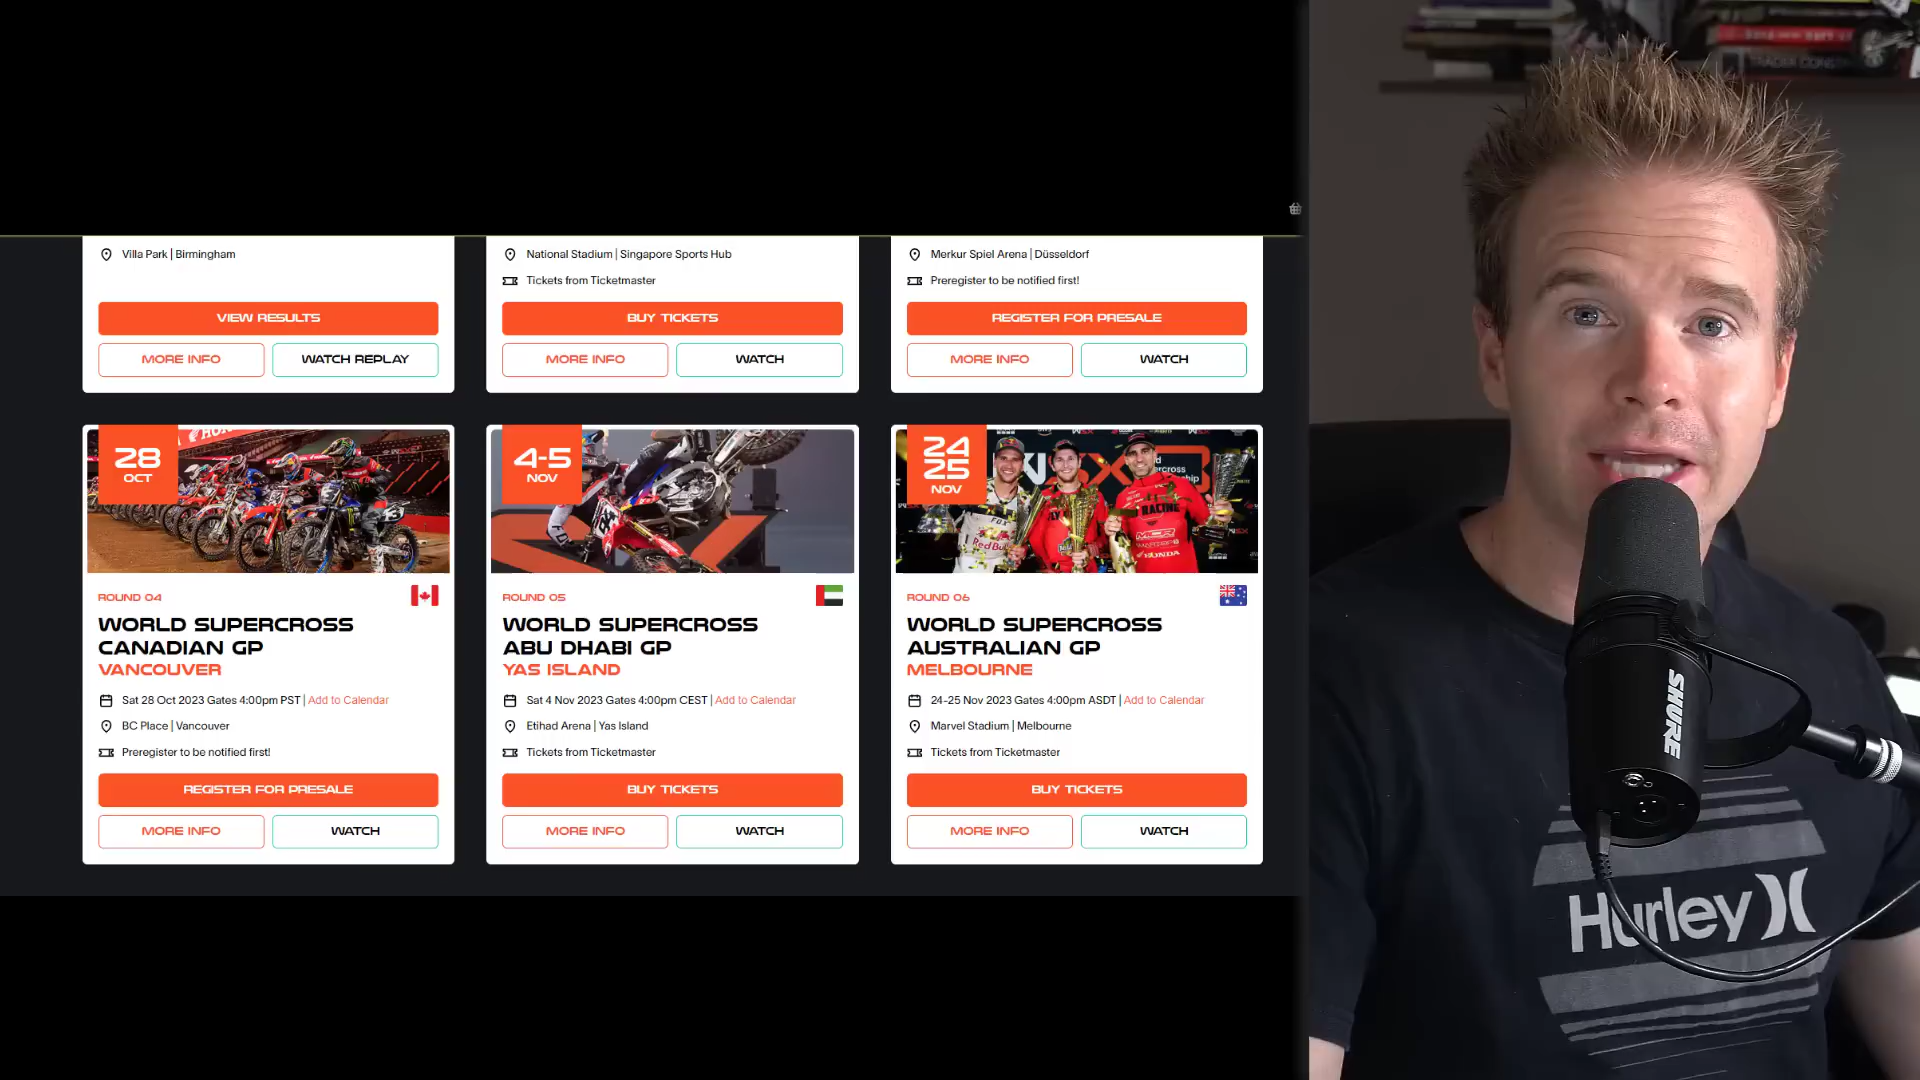 Villa Park | Birmingham
VIEW RESULTS
MORE INFO
WATCH REPLAY
National Stadium | Singapore Sports Hub
Tickets from Ticketmaster
BUY TICKETS
MORE INFO
WATCH
Merkur Spiel Arena | Düsseldorf
Preregister to be notified first!
REGISTER FOR PRESALE
MORE INFO
WATCH
28
OCT
ROUND 04
WORLD SUPERCROSS
CANADIAN GP
VANCOUVER
Sat 28 Oct 2023 Gates 4:00pm PST | Add to Calendar
BC Place | Vancouver
Preregister to be notified first!
REGISTER FOR PRESALE
MORE INFO
WATCH
4-5
NOV
ROUND 05
WORLD SUPERCROSS
ABU DHABI GP
YAS ISLAND
Sat 4 Nov 2023 Gates 4:00pm CEST | Add to Calendar
Etihad Arena | Yas Island
Tickets from Ticketmaster
BUY TICKETS
MORE INFO
WATCH
24
25
NOV
FOX
Red Bull
RACING
HONDA
ROUND 06
WORLD SUPERCROSS
AUSTRALIAN GP
MELBOURNE
24-25 Nov 2023 Gates 4:00pm ASDT | Add to Calendar
Marvel Stadium | Melbourne
Tickets from Ticketmaster
BUY TICKETS
MORE INFO
WATCH
SHURE
Hurley